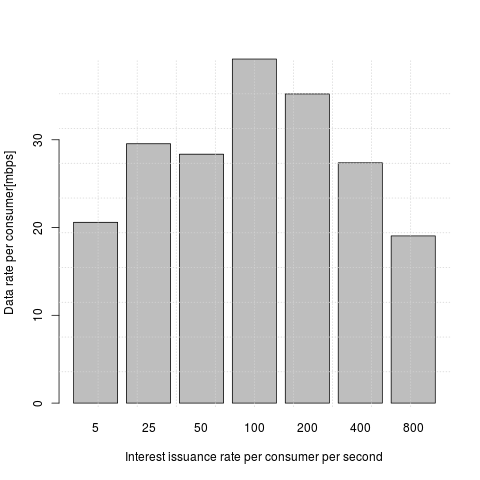 Data rate per consumer[mbps]
30
20
10
0
5 25 50 100 200 400 800
Interest issuance rate per consumer per second